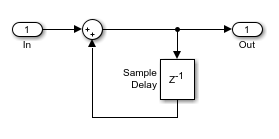 1
In
+
+
Sample
Delay
Z-1
1
Out